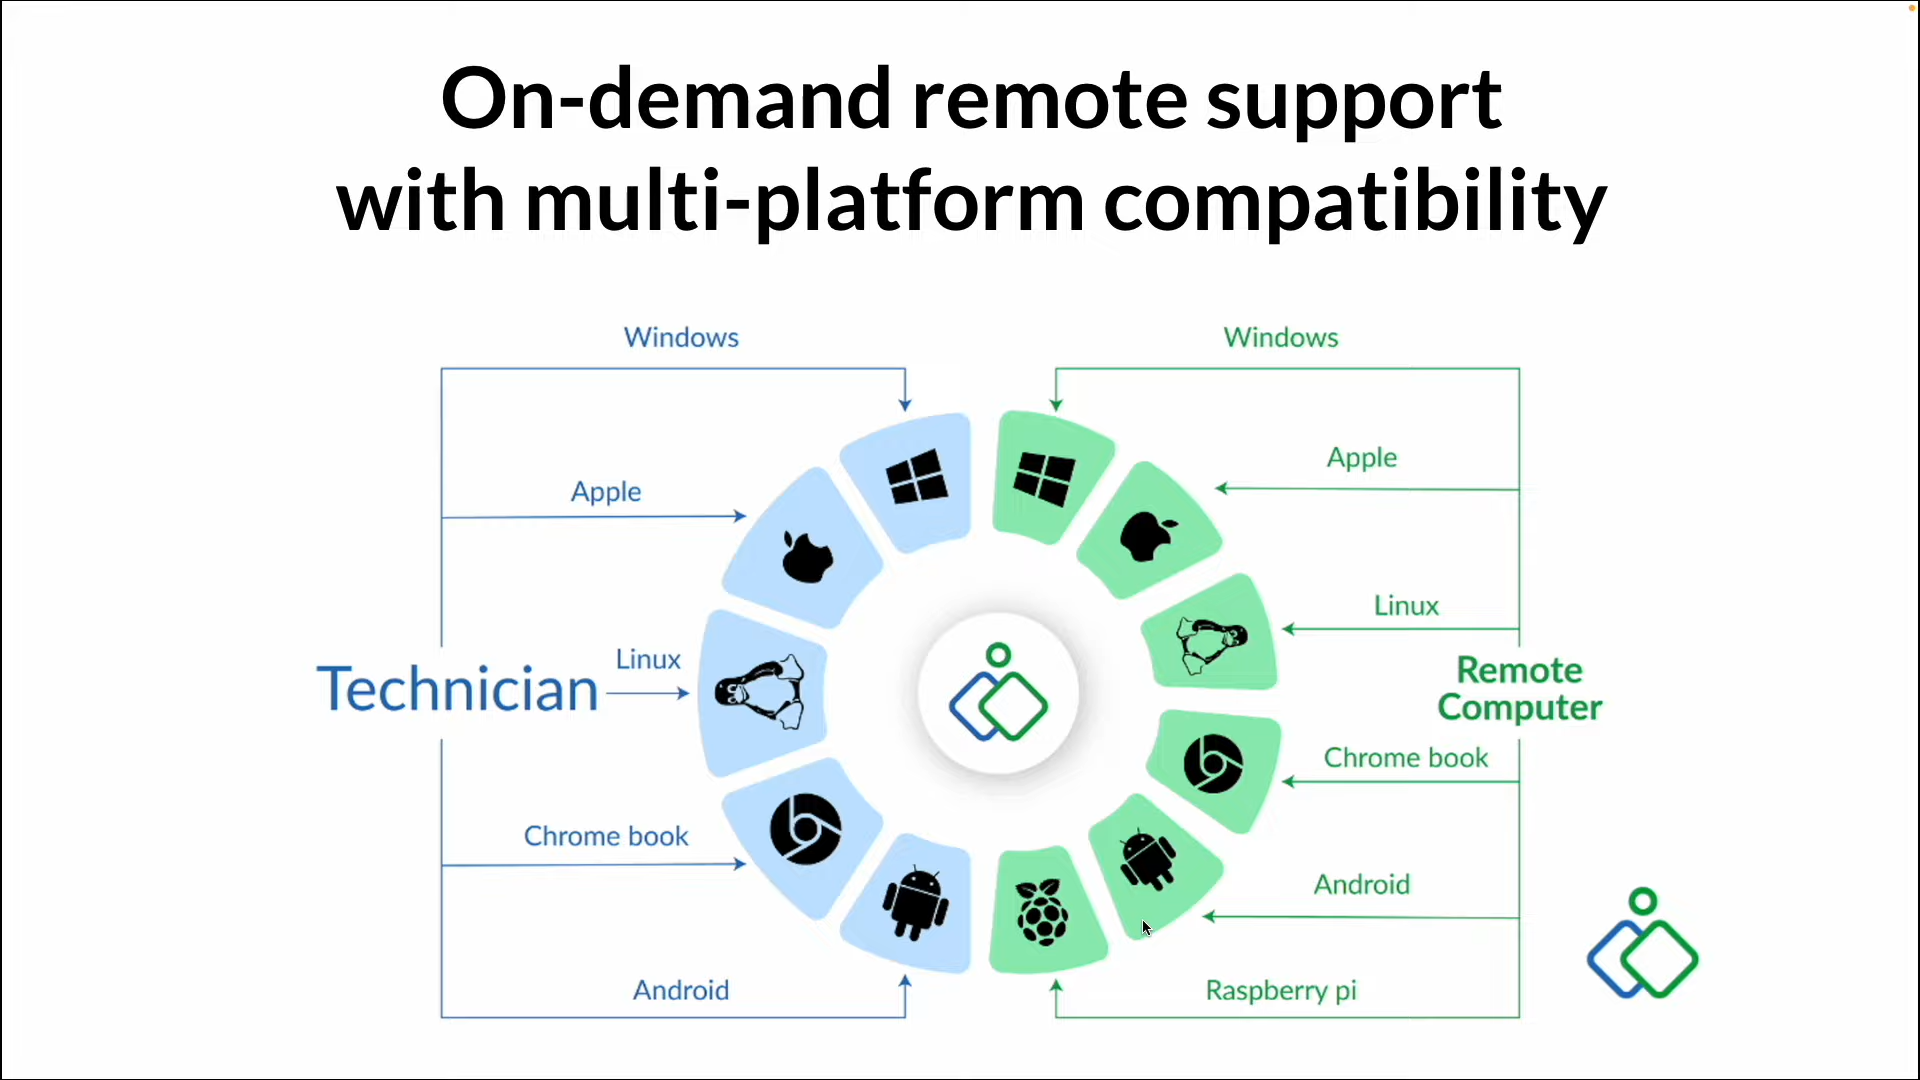 On-demand remote support
with multi-platform compatibility
Windows
Windows
Apple
Apple
Linux
Linux
Technician
Remote
Computer
Chrome book
Chrome book
Android
Android
Raspberry pi